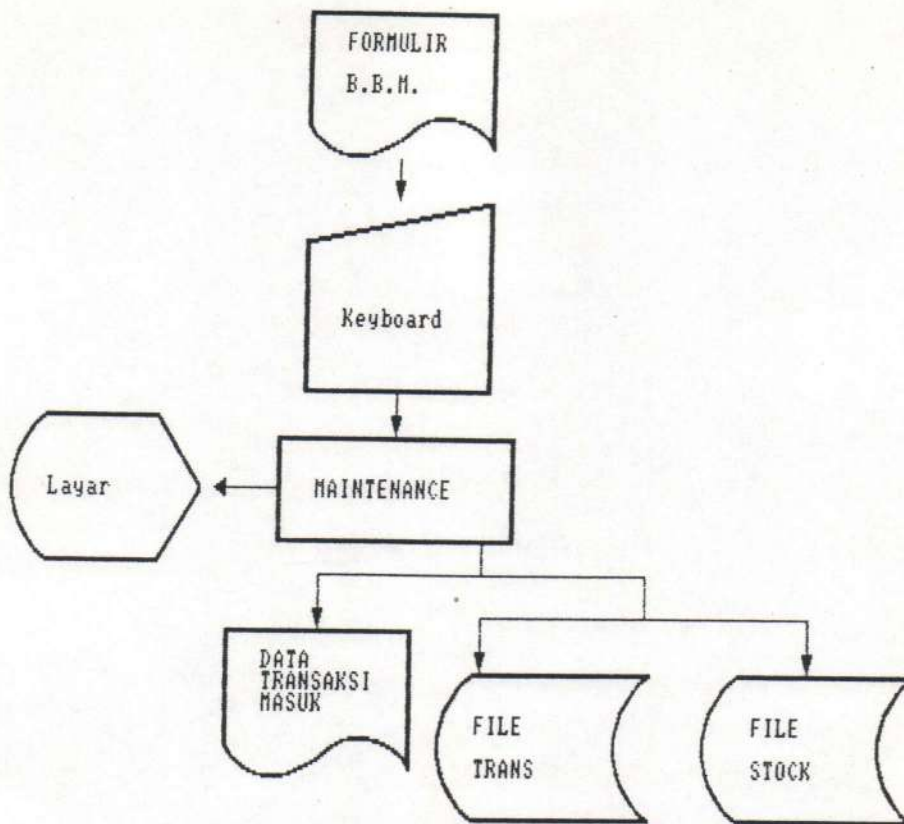 FORMULIR
B.B.M.
Keyboard
Layar
MAINTENANCE
DATA
TRANSAKSI
MASUK
FILE
TRANS
FILE
STOCK